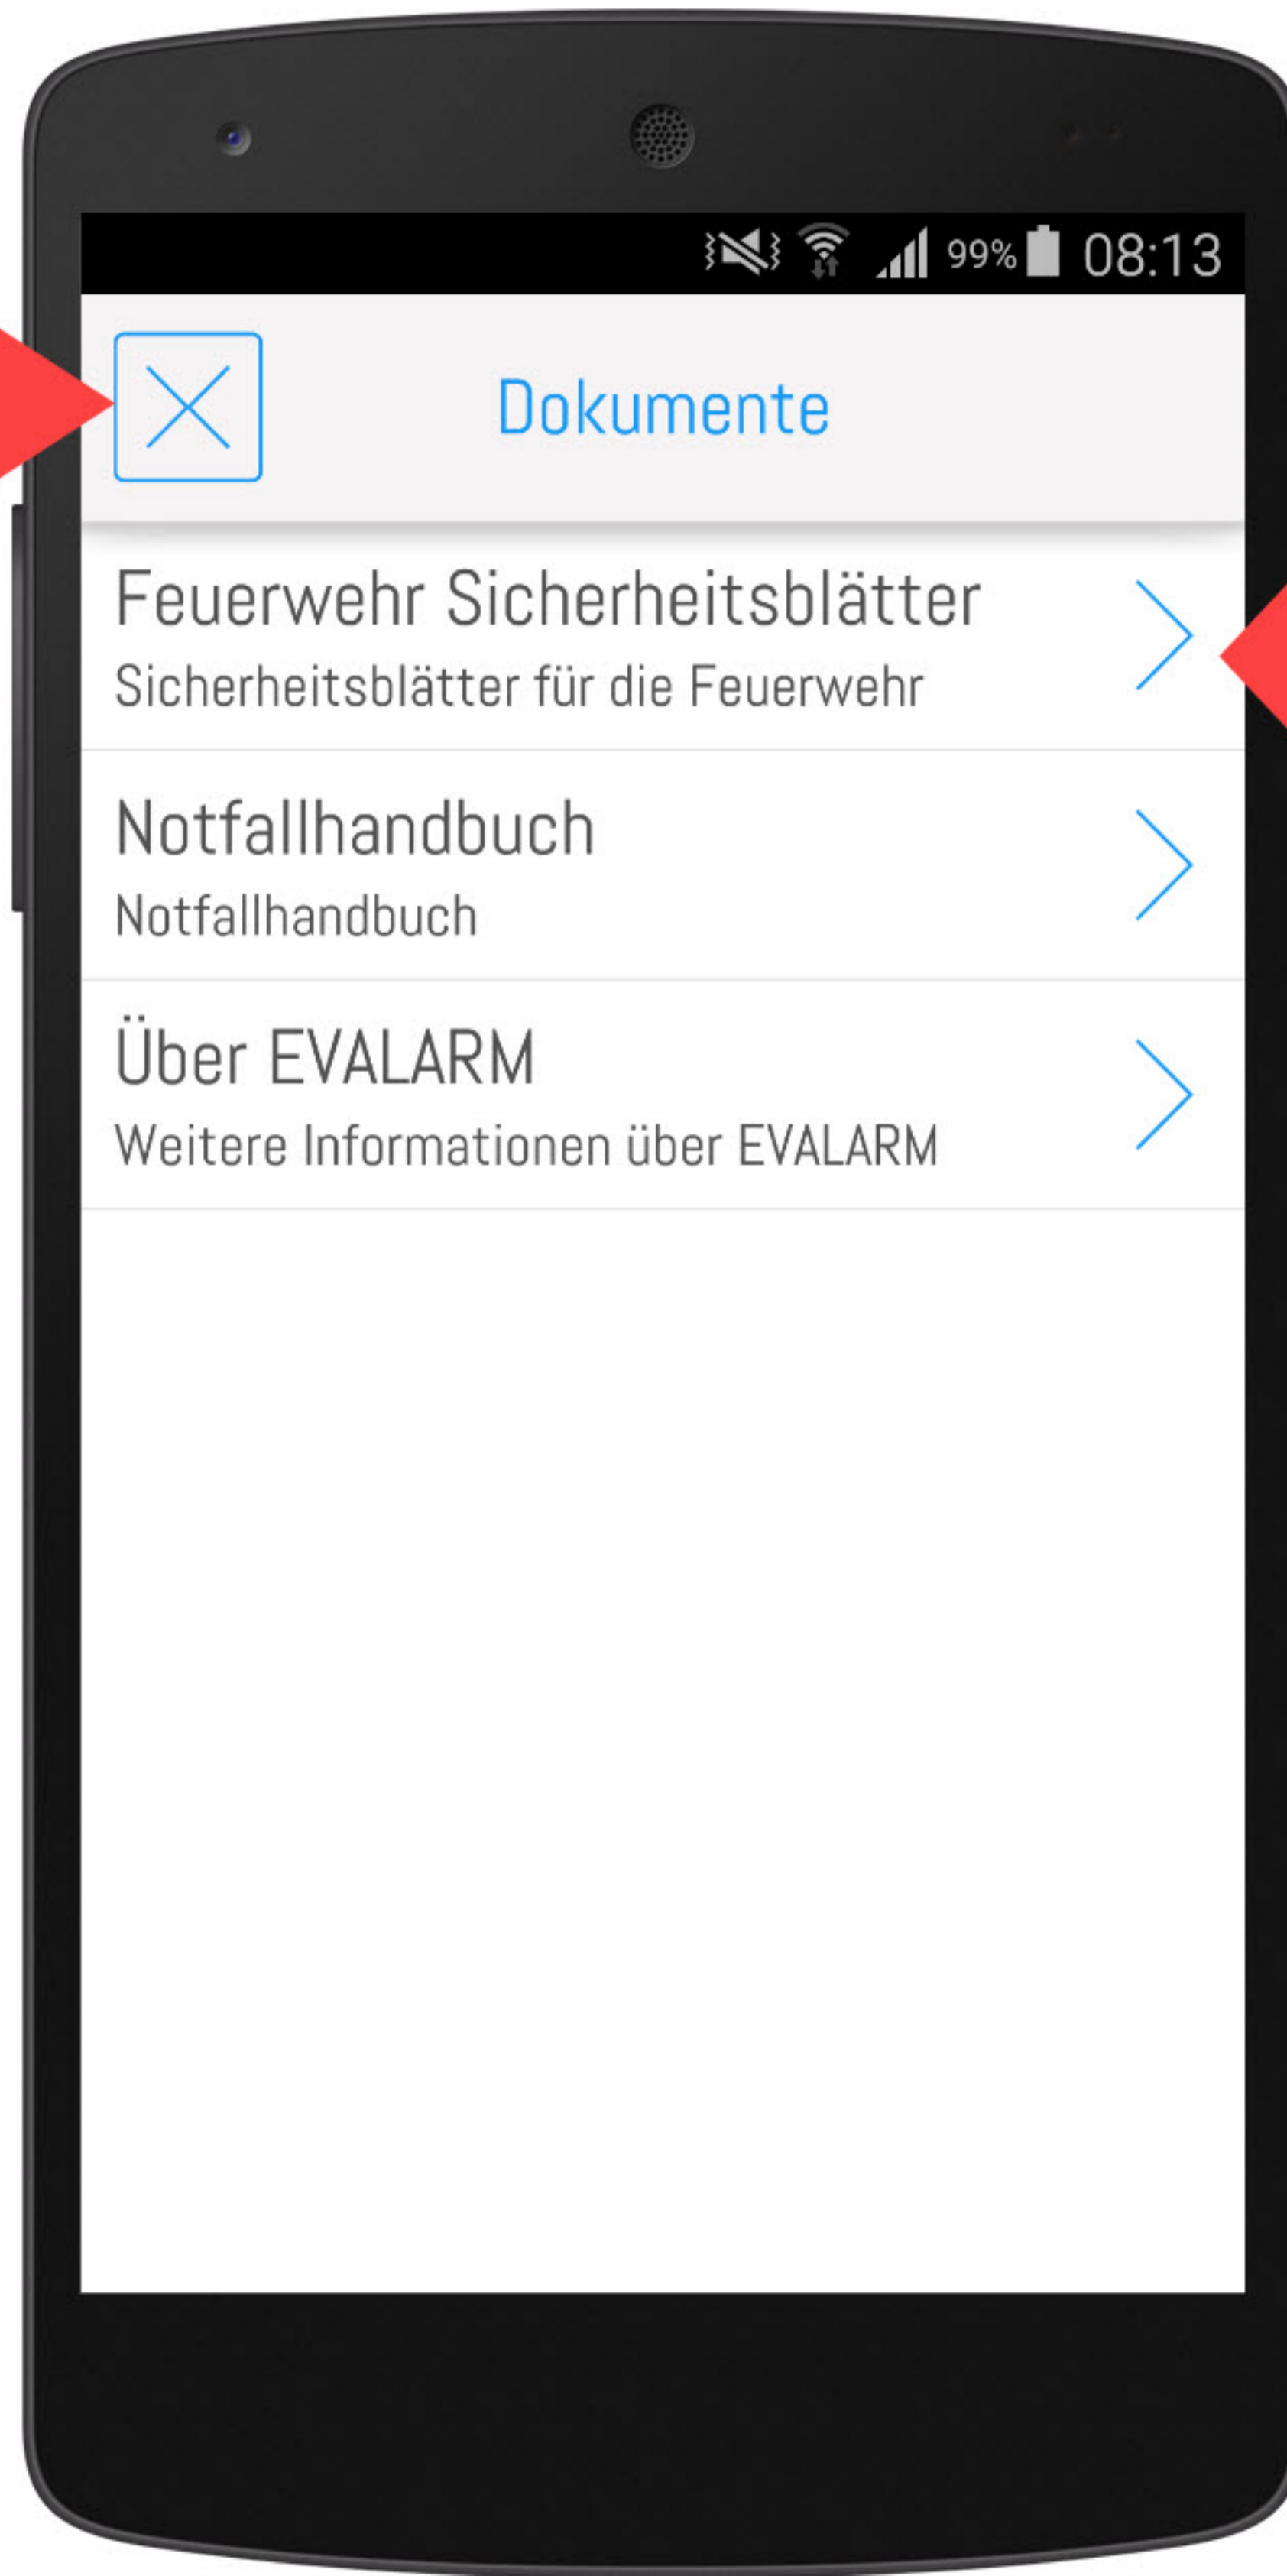 99% 08:13
Dokumente
Feuerwehr Sicherheitsblätter
Sicherheitsblätter für die Feuerwehr
Notfallhandbuch
Notfallhandbuch
Über EVALARM
Weitere Informationen über EVALARM